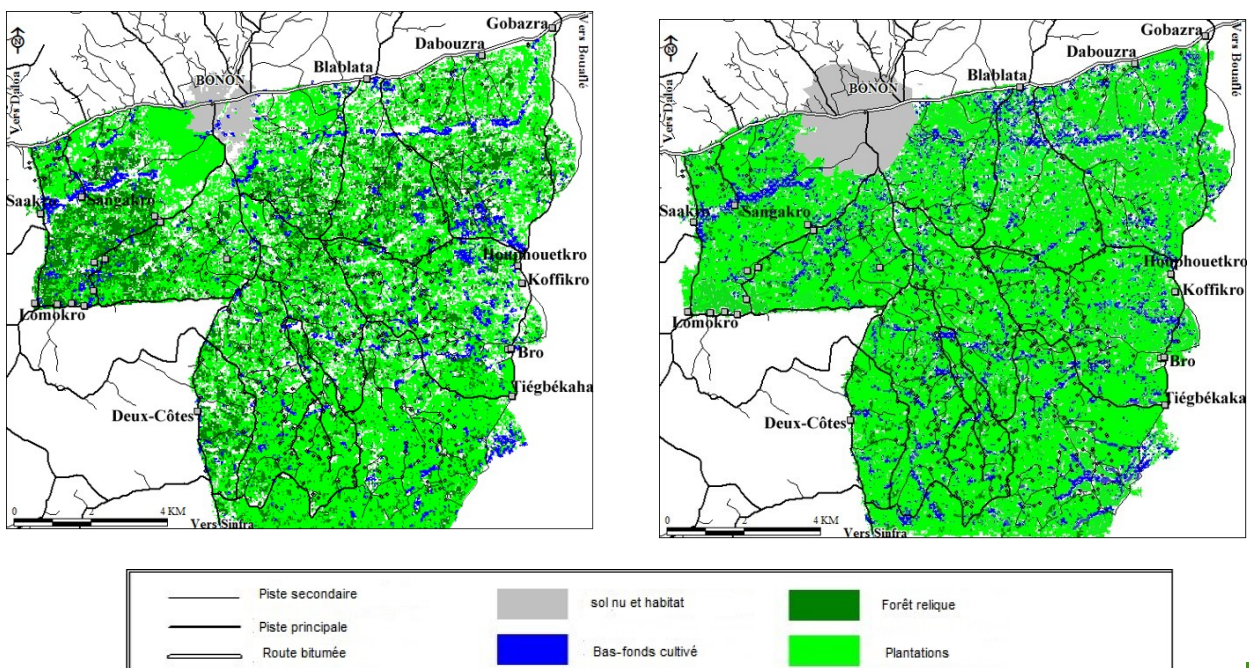 Gobazra
Dabouzra
Blablata
BONON
Vers Daloa
Vers Bouaflé
N
Saakro
Sangakro
Houphouetkro
Koffikro
Lomokro
Bro
Tiégbékaha
Deux-Côtes
Vers Sinfra
0 2 4 KM
Gobazra
Dabouzra
Blablata
BONON
Vers Daloa
Vers Bouaflé
N
Sangakro
Houphouetkro
Koffikro
Lomokro
Bro
Tiégbékaka
Deux-Côtes
Vers Sinfra
0 2 4 KM
Piste secondaire
sol nu et habitat
Forêt relique
Piste principale
Route bitumée
Bas-fonds cultivé
Plantations